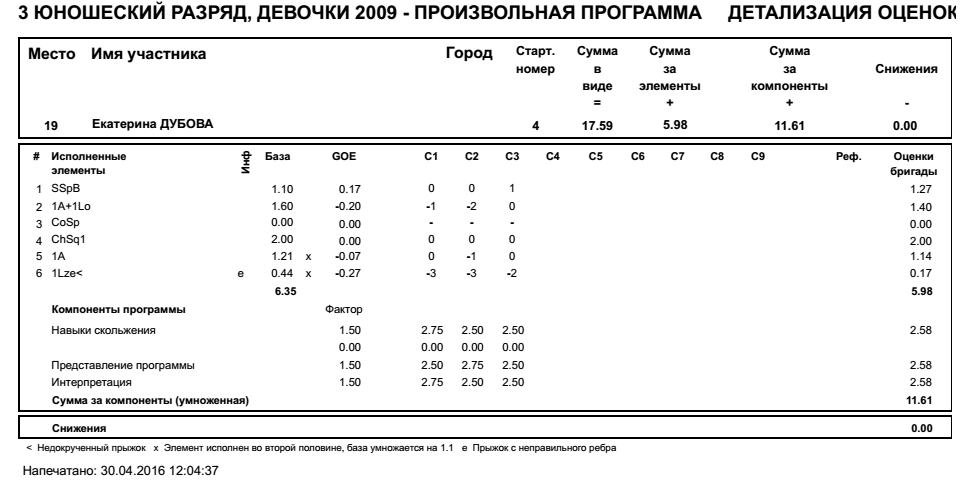 3 ЮНОШЕСКИЙ РАЗРЯД, ДЕВОЧКИ 2009 - ПРОИЗВОЛЬНАЯ ПРОГРАММА ДЕТАЛИЗАЦИЯ ОЦЕНОК
Место Имя участника Город Старт. номер Сумма в виде = Сумма за элементы + Сумма за компоненты + Снижения -
19 Екатерина ДУБОВА 4 17.59 5.98 11.61 0.00
# Исполненные элементы Инф База GOE C1 C2 C3 C4 C5 C6 C7 C8 C9 Реф. Оценки бригады
1 SSpB 1.10 0.17 0 0 1 1.27
2 1A+1Lo 1.60 -0.20 -1 -2 0 1.40
3 CoSp 0.00 0.00 - - - 0.00
4 ChSq1 2.00 0.00 0 0 0 2.00
5 1A 1.21 x -0.07 0 -1 0 1.14
6 1Lze< e 0.44 x -0.27 -3 -3 -2 0.17
6.35 5.98
Компоненты программы Фактор
Навыки скольжения 1.50 2.75 2.50 2.50 2.58
0.00 0.00 0.00 0.00
Представление программы 1.50 2.50 2.75 2.50 2.58
Интерпретация 1.50 2.75 2.50 2.50 2.58
Сумма за компоненты (умноженная) 11.61
Снижения 0.00
< Недокрученный прыжок x Элемент исполнен во второй половине, база умножается на 1.1 e Прыжок с неправильного ребра
Напечатано: 30.04.2016 12:04:37